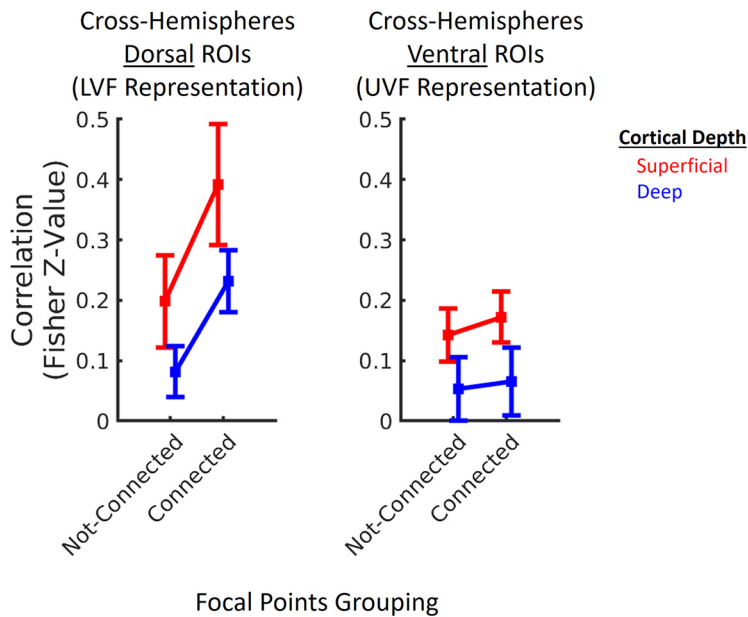 Cross-Hemispheres
Dorsal ROIs
(LVF Representation)
Cross-Hemispheres
Ventral ROIs
(UVF Representation)
Cortical Depth
Superficial
Deep
Correlation
(Fisher Z-Value)
0.5
0.4
0.3
0.2
0.1
0
0.5
0.4
0.3
0.2
0.1
0
Not-Connected
Connected
Not-Connected
Connected
Focal Points Grouping